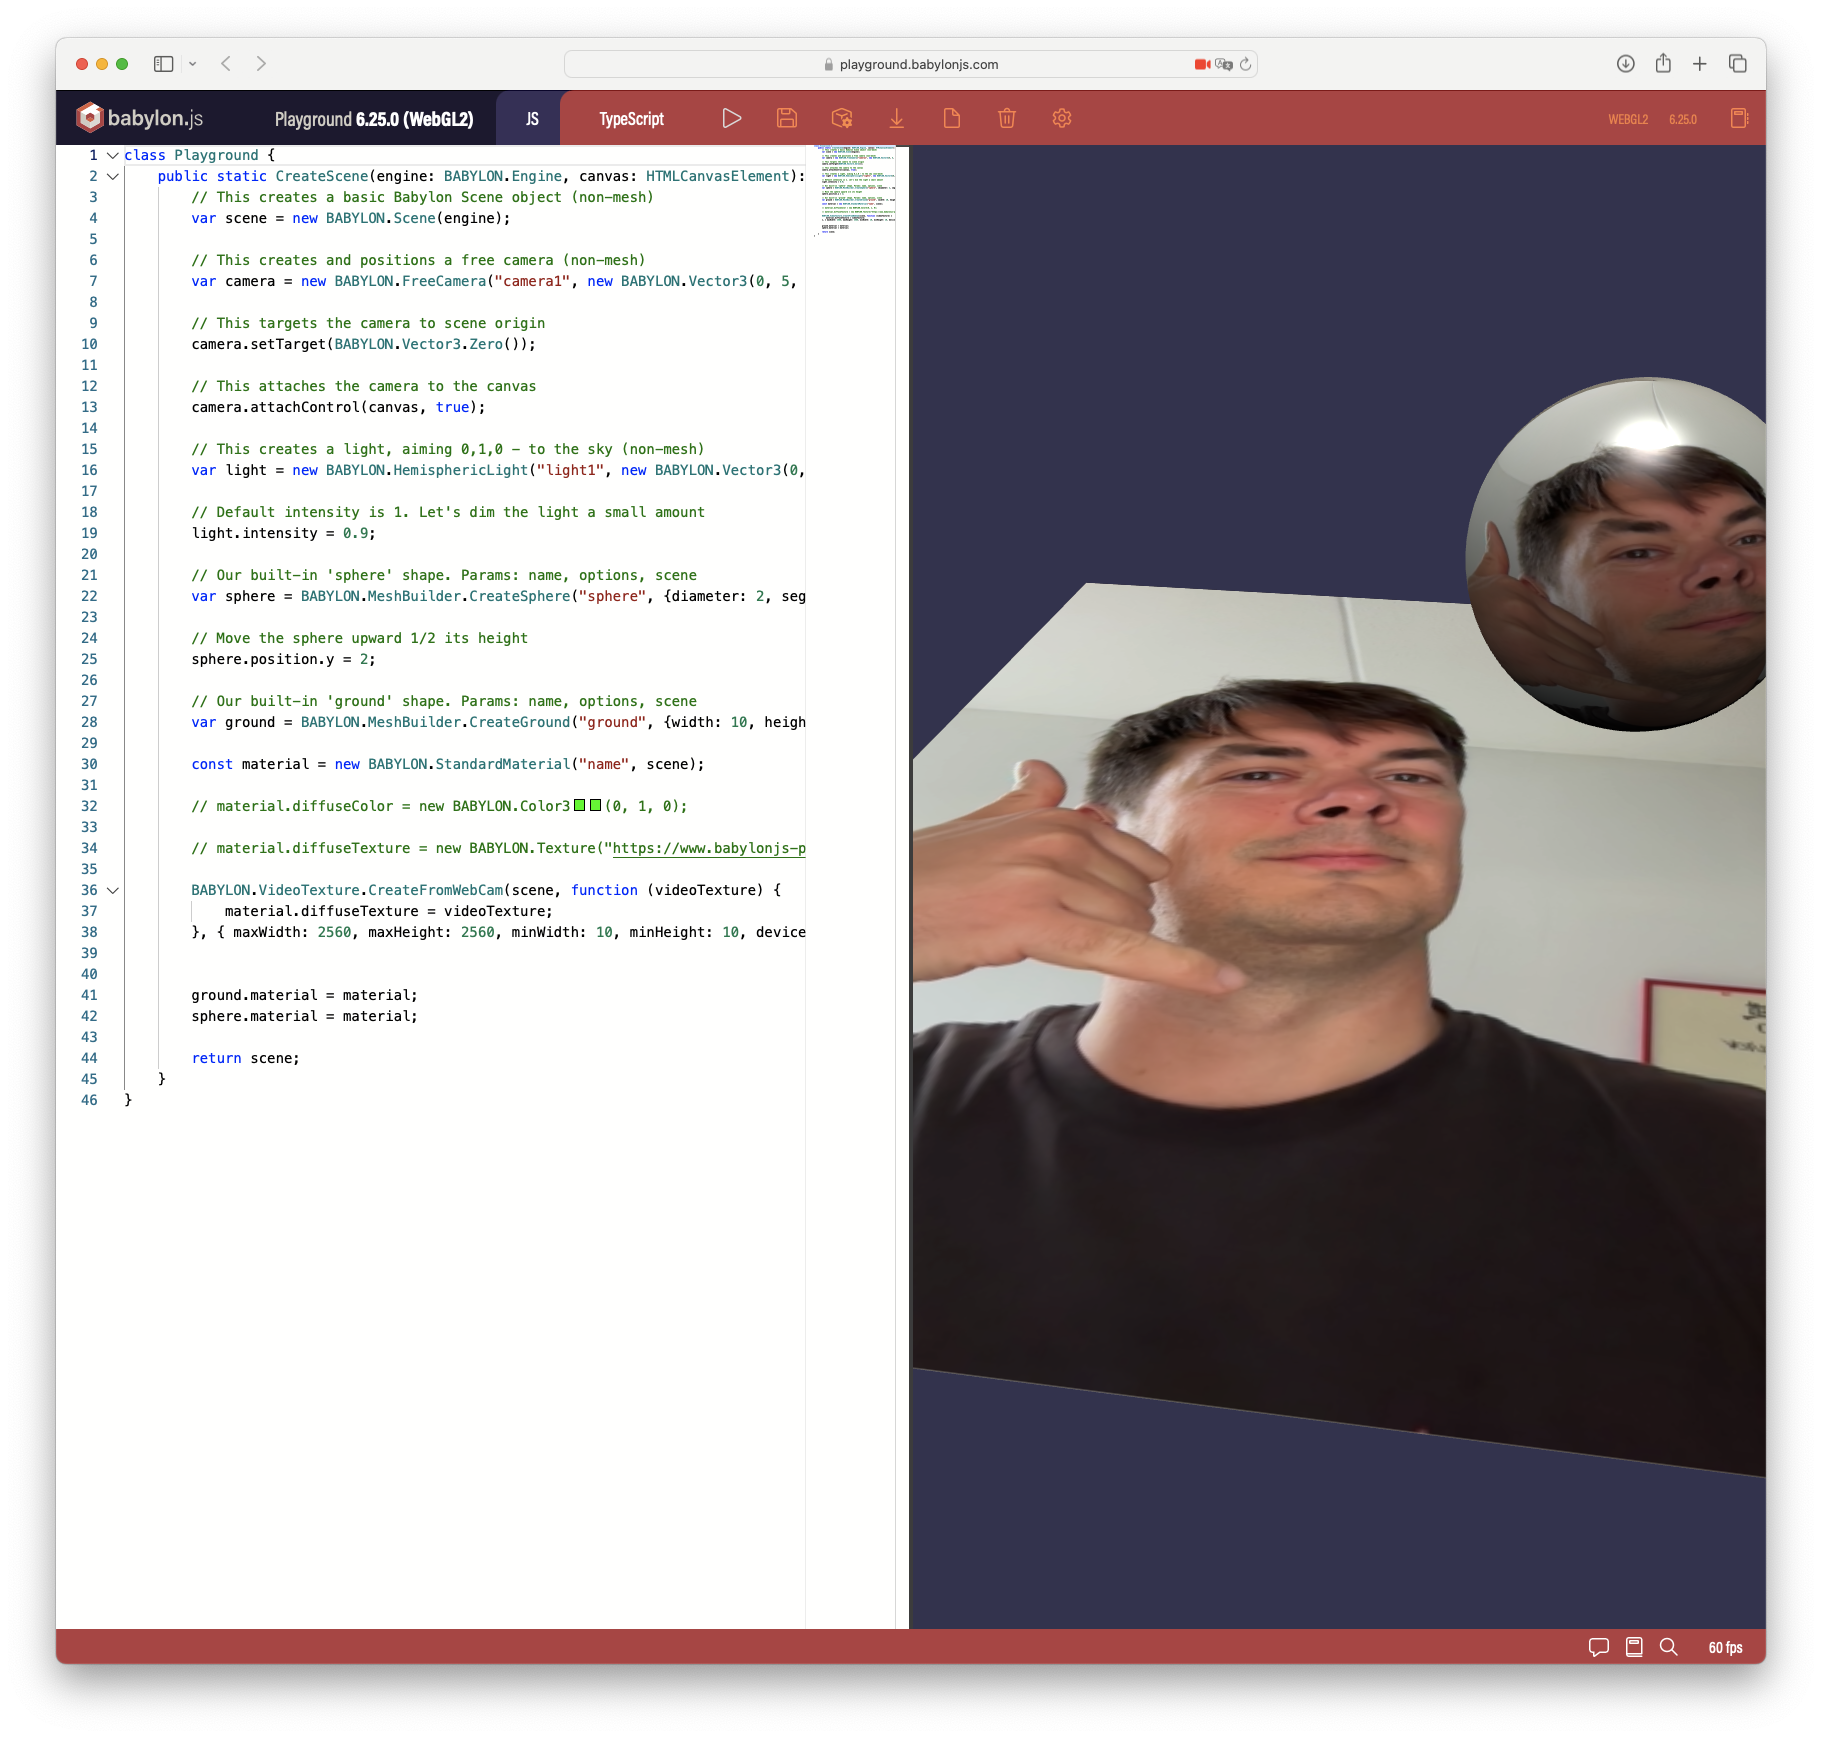 playground.babylonjs.com
babylon.js
Playground 6.25.0 (WebGL2)
JS
TypeScript
WEBGL2
6.25.0
1 class Playground {
2 public static CreateScene(engine: BABYLON.Engine, canvas: HTMLCanvasElement):
3 // This creates a basic Babylon Scene object (non-mesh)
4 var scene = new BABYLON.Scene(engine);
5
6 // This creates and positions a free camera (non-mesh)
7 var camera = new BABYLON.FreeCamera("camera1", new BABYLON.Vector3(0, 5,
8
9 // This targets the camera to scene origin
10 camera.setTarget(BABYLON.Vector3.Zero());
11
12 // This attaches the camera to the canvas
13 camera.attachControl(canvas, true);
14
15 // This creates a light, aiming 0,1,0 - to the sky (non-mesh)
16 var light = new BABYLON.HemisphericLight("light1", new BABYLON.Vector3(0,
17
18 // Default intensity is 1. Let's dim the light a small amount
19 light.intensity = 0.9;
20
21 // Our built-in 'sphere' shape. Params: name, options, scene
22 var sphere = BABYLON.MeshBuilder.CreateSphere("sphere", {diameter: 2, seg
23
24 // Move the sphere upward 1/2 its height
25 sphere.position.y = 2;
26
27 // Our built-in 'ground' shape. Params: name, options, scene
28 var ground = BABYLON.MeshBuilder.CreateGround("ground", {width: 10, heigh
29
30 const material = new BABYLON.StandardMaterial("name", scene);
31
32 // material.diffuseColor = new BABYLON.Color3(0, 1, 0);
33
34 // material.diffuseTexture = new BABYLON.Texture("https://www.babylonjs-p
35
36 BABYLON.VideoTexture.CreateFromWebCam(scene, function (videoTexture) {
37 material.diffuseTexture = videoTexture;
38 }, { maxWidth: 2560, maxHeight: 2560, minWidth: 10, minHeight: 10, device
39
40
41 ground.material = material;
42 sphere.material = material;
43
44 return scene;
45 }
46 }
60 fps